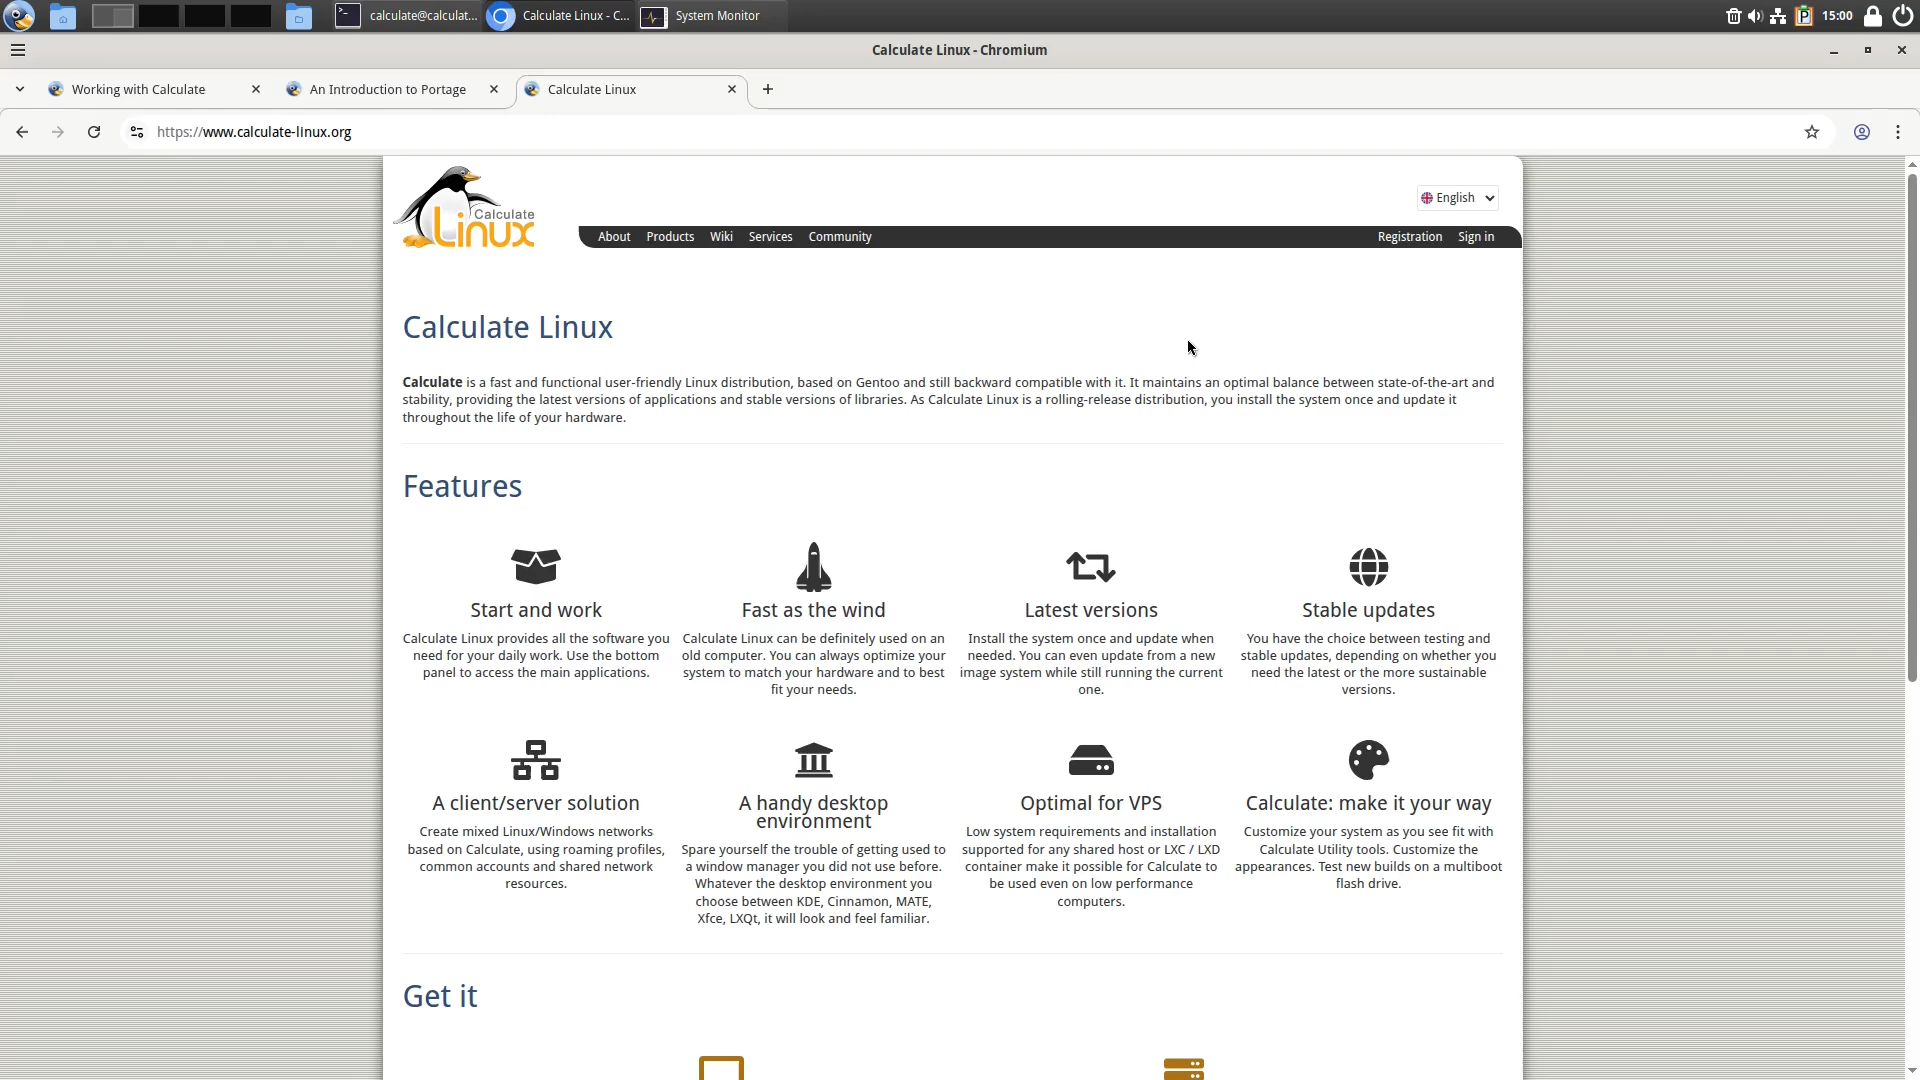 calculate@calculat...
Calculate Linux - C...
System Monitor
15:00
Calculate Linux - Chromium
Working with Calculate
An Introduction to Portage
Calculate Linux
https://www.calculate-linux.org
Calculate
Linux
English
About Products Wiki Services Community
Registration Sign in
Calculate Linux
Calculate is a fast and functional user-friendly Linux distribution, based on Gentoo and still backward compatible with it. It maintains an optimal balance between state-of-the-art and
stability, providing the latest versions of applications and stable versions of libraries. As Calculate Linux is a rolling-release distribution, you install the system once and update it
throughout the life of your hardware.
Features
Start and work
Calculate Linux provides all the software you
need for your daily work. Use the bottom
panel to access the main applications.
Fast as the wind
Calculate Linux can be definitely used on an
old computer. You can always optimize your
system to match your hardware and to best
fit your needs.
Latest versions
Install the system once and update when
needed. You can even update from a new
image system while still running the current
one.
Stable updates
You have the choice between testing and
stable updates, depending on whether you
need the latest or the more sustainable
versions.
A client/server solution
Create mixed Linux/Windows networks
based on Calculate, using roaming profiles,
common accounts and shared network
resources.
A handy desktop
environment
Spare yourself the trouble of getting used to
a window manager you did not use before.
Whatever the desktop environment you
choose between KDE, Cinnamon, MATE,
Xfce, LXQt, it will look and feel familiar.
Optimal for VPS
Low system requirements and installation
supported for any shared host or LXC / LXD
container make it possible for Calculate to
be used even on low performance
computers.
Calculate: make it your way
Customize your system as you see fit with
Calculate Utility tools. Customize the
appearances. Test new builds on a multiboot
flash drive.
Get it